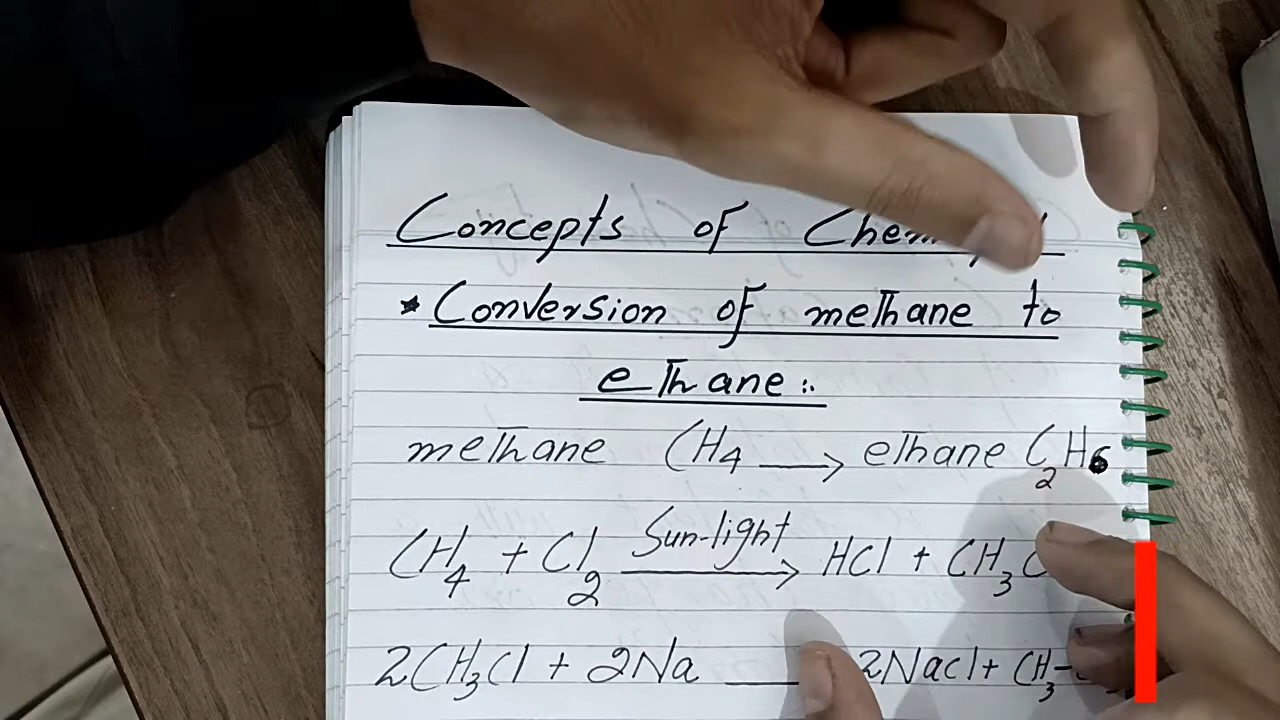 Concepts of
* Conversion of methane to
ethane:.
methane CH4 ⟶ ethane C2H6
CH4 + Cl2 Sun-light ⟶ HCl + CH3
2CH3Cl + 2Na ⟶ 2NaCl + CH3-